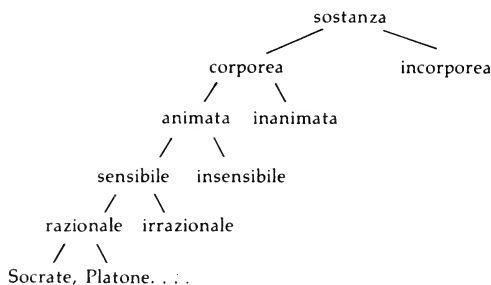 sostanza
corporea incorporea
animata inanimata
sensibile insensibile
razionale irrazionale
Socrate, Platone. . . .